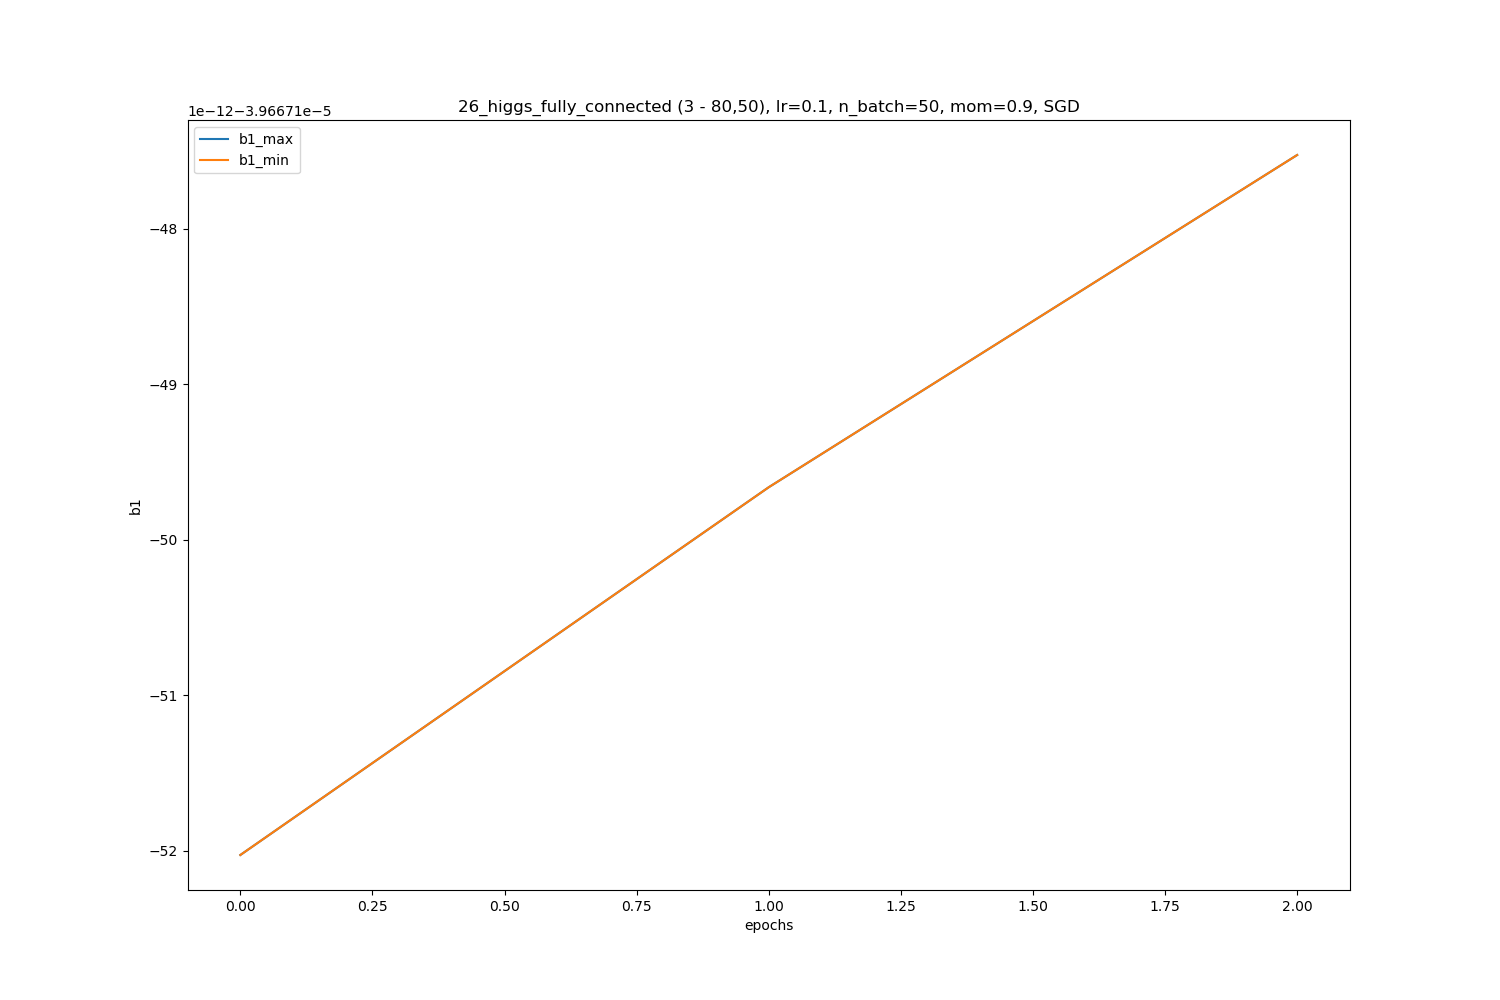 26_higgs_fully_connected (3 - 80,50), lr=0.1, n_batch=50, mom=0.9, SGD
1e−12−3.96671e−5
b1_max
b1_min
−48
−49
−50
−51
−52
b1
0.00 0.25 0.50 0.75 1.00 1.25 1.50 1.75 2.00
epochs